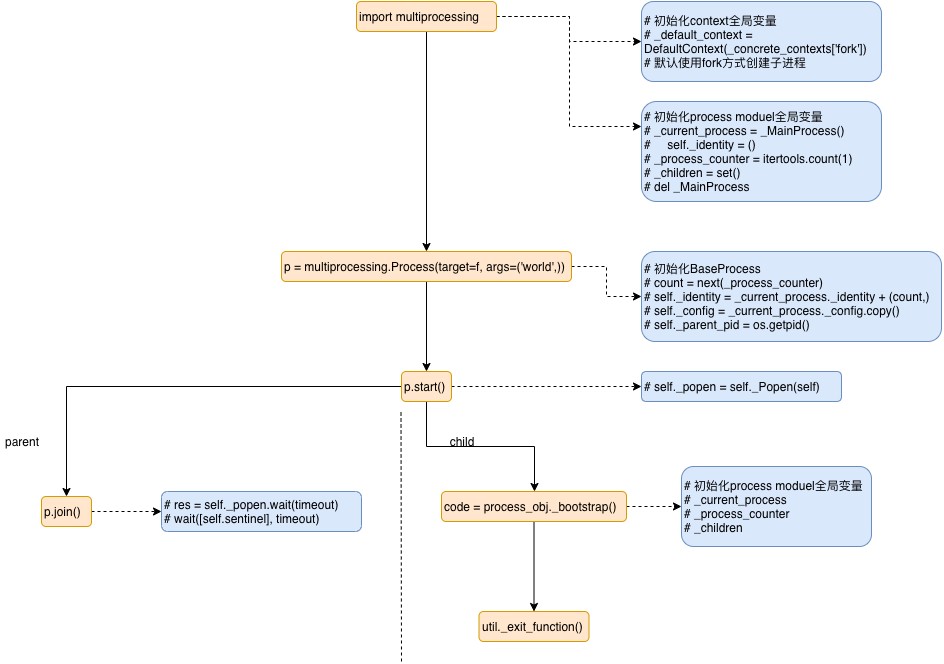 import multiprocessing
# 初始化context全局变量
# _default_context =
DefaultContext(_concrete_contexts['fork'])
# 默认使用fork方式创建子进程
# 初始化process moduel全局变量
# _current_process = _MainProcess()
#     self._identity = ()
# _process_counter = itertools.count(1)
# _children = set()
# del _MainProcess
p = multiprocessing.Process(target=f, args=('world',))
# 初始化BaseProcess
# count = next(_process_counter)
# self._identity = _current_process._identity + (count,)
# self._config = _current_process._config.copy()
# self._parent_pid = os.getpid()
p.start()
# self._popen = self._Popen(self)
parent
child
p.join()
# res = self._popen.wait(timeout)
# wait([self.sentinel], timeout)
code = process_obj._bootstrap()
# 初始化process moduel全局变量
# _current_process
# _process_counter
# _children
util._exit_function()